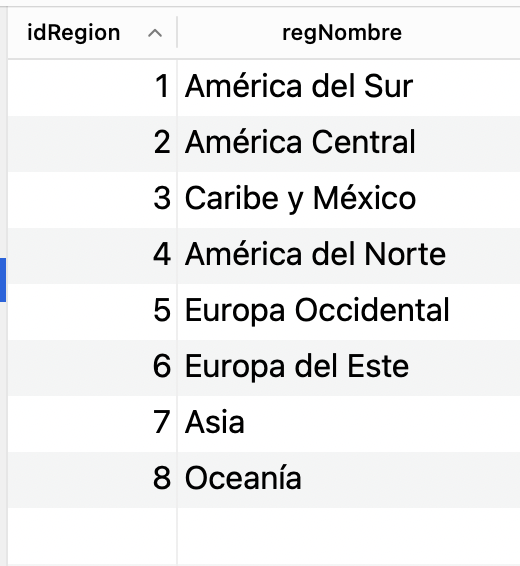 idRegion regNombre
1 América del Sur
2 América Central
3 Caribe y México
4 América del Norte
5 Europa Occidental
6 Europa del Este
7 Asia
8 Oceanía